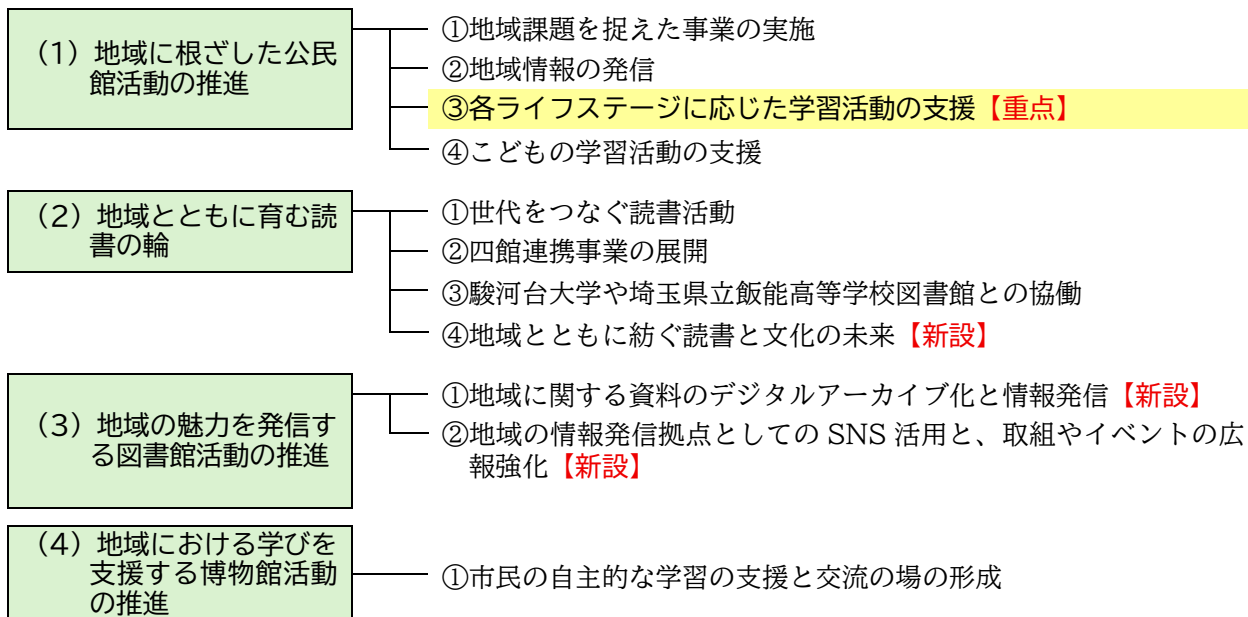 （1）地域に根ざした公民
館活動の推進
①地域課題を捉えた事業の実施
②地域情報の発信
③各ライフステージに応じた学習活動の支援【重点】
④こどもの学習活動の支援
（2）地域とともに育む読
書の輪
①世代をつなぐ読書活動
②四館連携事業の展開
③駿河台大学や埼玉県立飯能高等学校図書館との協働
④地域とともに紡ぐ読書と文化の未来【新設】
（3）地域の魅力を発信す
る図書館活動の推進
①地域に関する資料のデジタルアーカイブ化と情報発信【新設】
②地域の情報発信拠点としての SNS 活用と、取組やイベントの広
報強化【新設】
（4）地域における学びを
支援する博物館活動
の推進
①市民の自主的な学習の支援と交流の場の形成